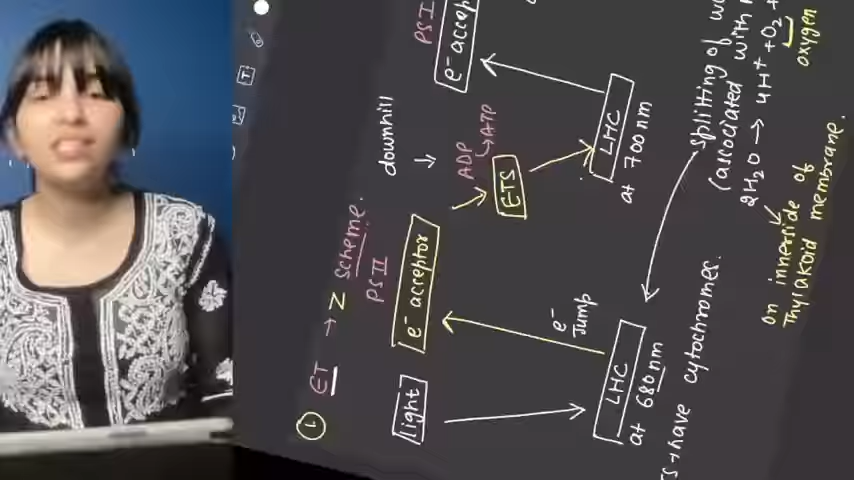 ① ET → Z Scheme.
PS II
downhill
↓
PS I
light
e⁻ acceptor
ADP
↳ATP
ETS
e⁻
Jump
LHC
at 680 nm
LHC
at 700 nm
splitting of
(associated with
2H₂O → 4H⁺ + O₂ +
oxygen
on innerside of
Thylakoid membrane.
have cytochromes.